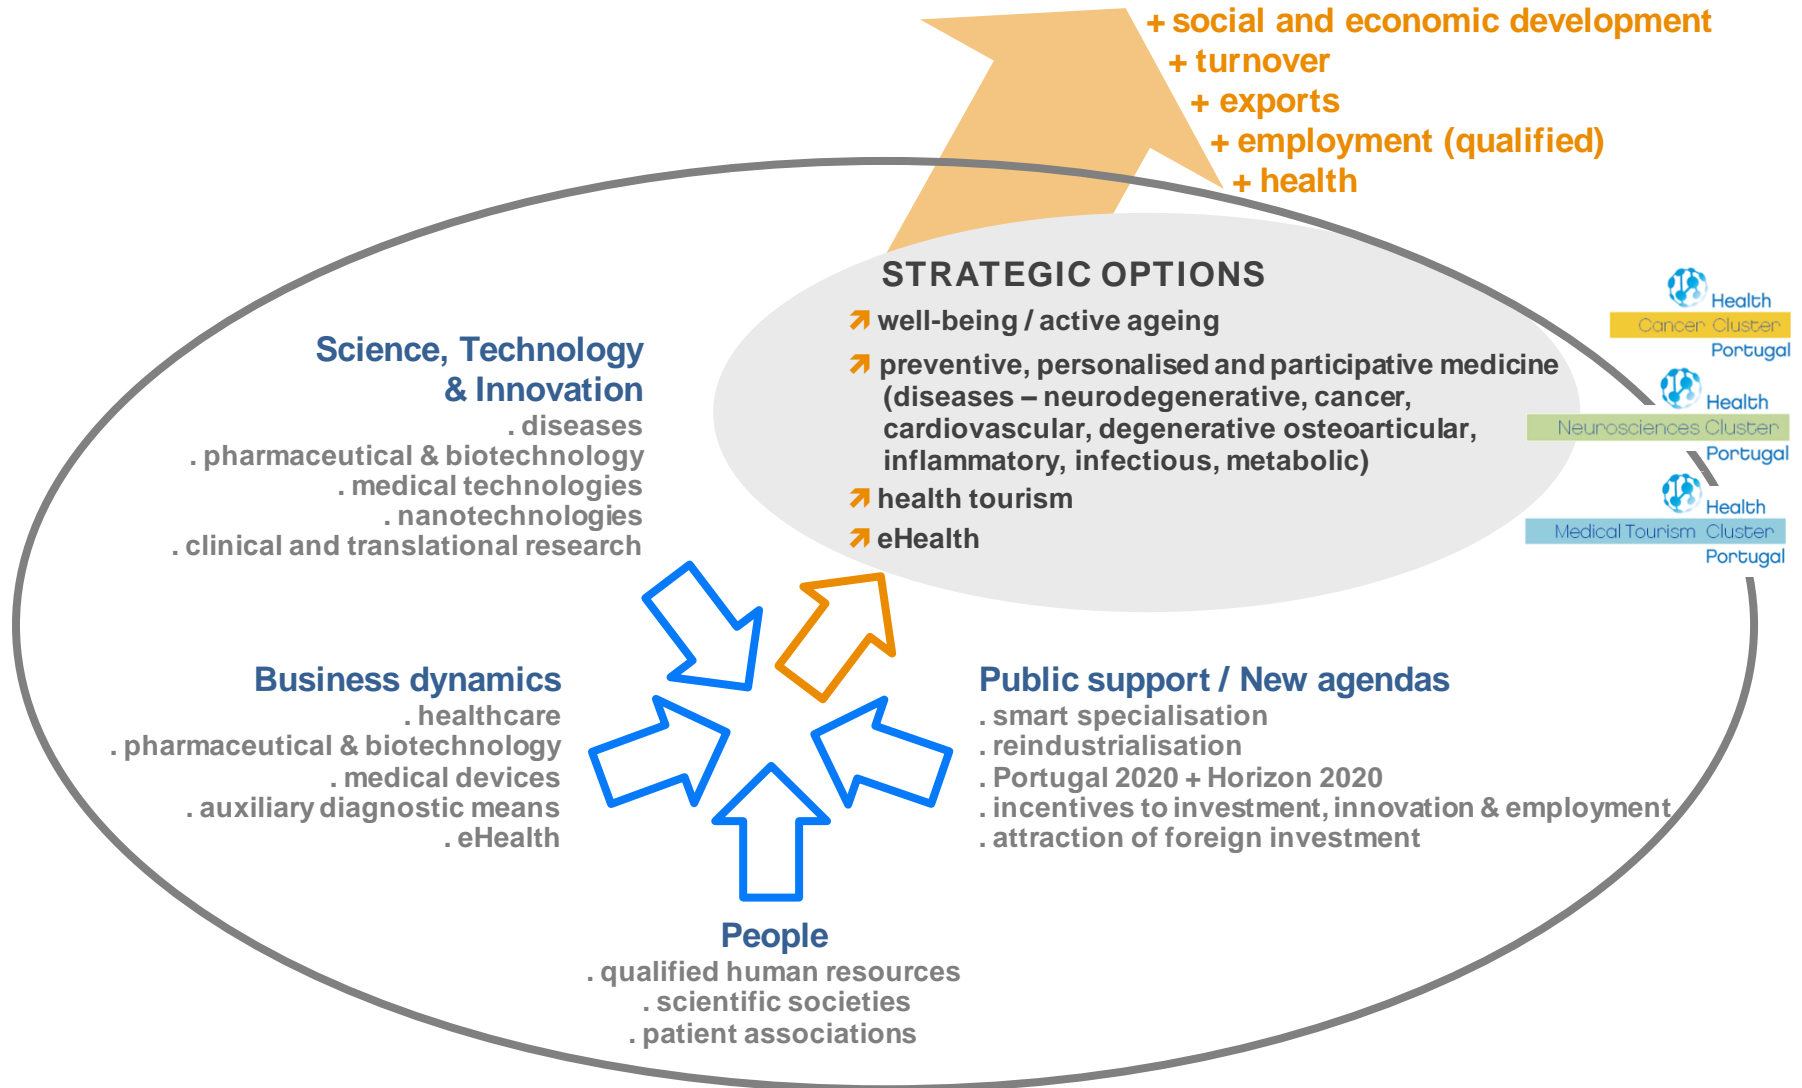 + social and economic development
+ turnover
+ exports
+ employment (qualified)
+ health
STRATEGIC OPTIONS
well-being / active ageing
preventive, personalised and participative medicine
(diseases – neurodegenerative, cancer,
cardiovascular, degenerative osteoarticular,
inflammatory, infectious, metabolic)
health tourism
eHealth
Health
Cancer Cluster
Portugal
Health
Neurosciences Cluster
Portugal
Health
Medical Tourism Cluster
Portugal
Science, Technology
& Innovation
. diseases
. pharmaceutical & biotechnology
. medical technologies
. nanotechnologies
. clinical and translational research
Business dynamics
. healthcare
. pharmaceutical & biotechnology
. medical devices
. auxiliary diagnostic means
. eHealth
Public support / New agendas
. smart specialisation
. reindustrialisation
. Portugal 2020 + Horizon 2020
. incentives to investment, innovation & employment
. attraction of foreign investment
People
. qualified human resources
. scientific societies
. patient associations